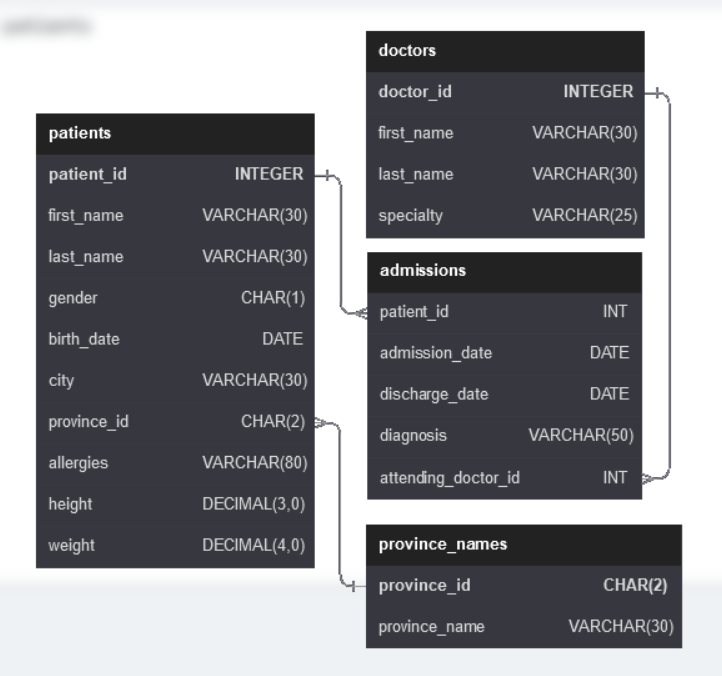 patients
patient_id INTEGER
first_name VARCHAR(30)
last_name VARCHAR(30)
gender CHAR(1)
birth_date DATE
city VARCHAR(30)
province_id CHAR(2)
allergies VARCHAR(80)
height DECIMAL(3,0)
weight DECIMAL(4,0)
doctors
doctor_id INTEGER
first_name VARCHAR(30)
last_name VARCHAR(30)
specialty VARCHAR(25)
admissions
patient_id INT
admission_date DATE
discharge_date DATE
diagnosis VARCHAR(50)
attending_doctor_id INT
province_names
province_id CHAR(2)
province_name VARCHAR(30)